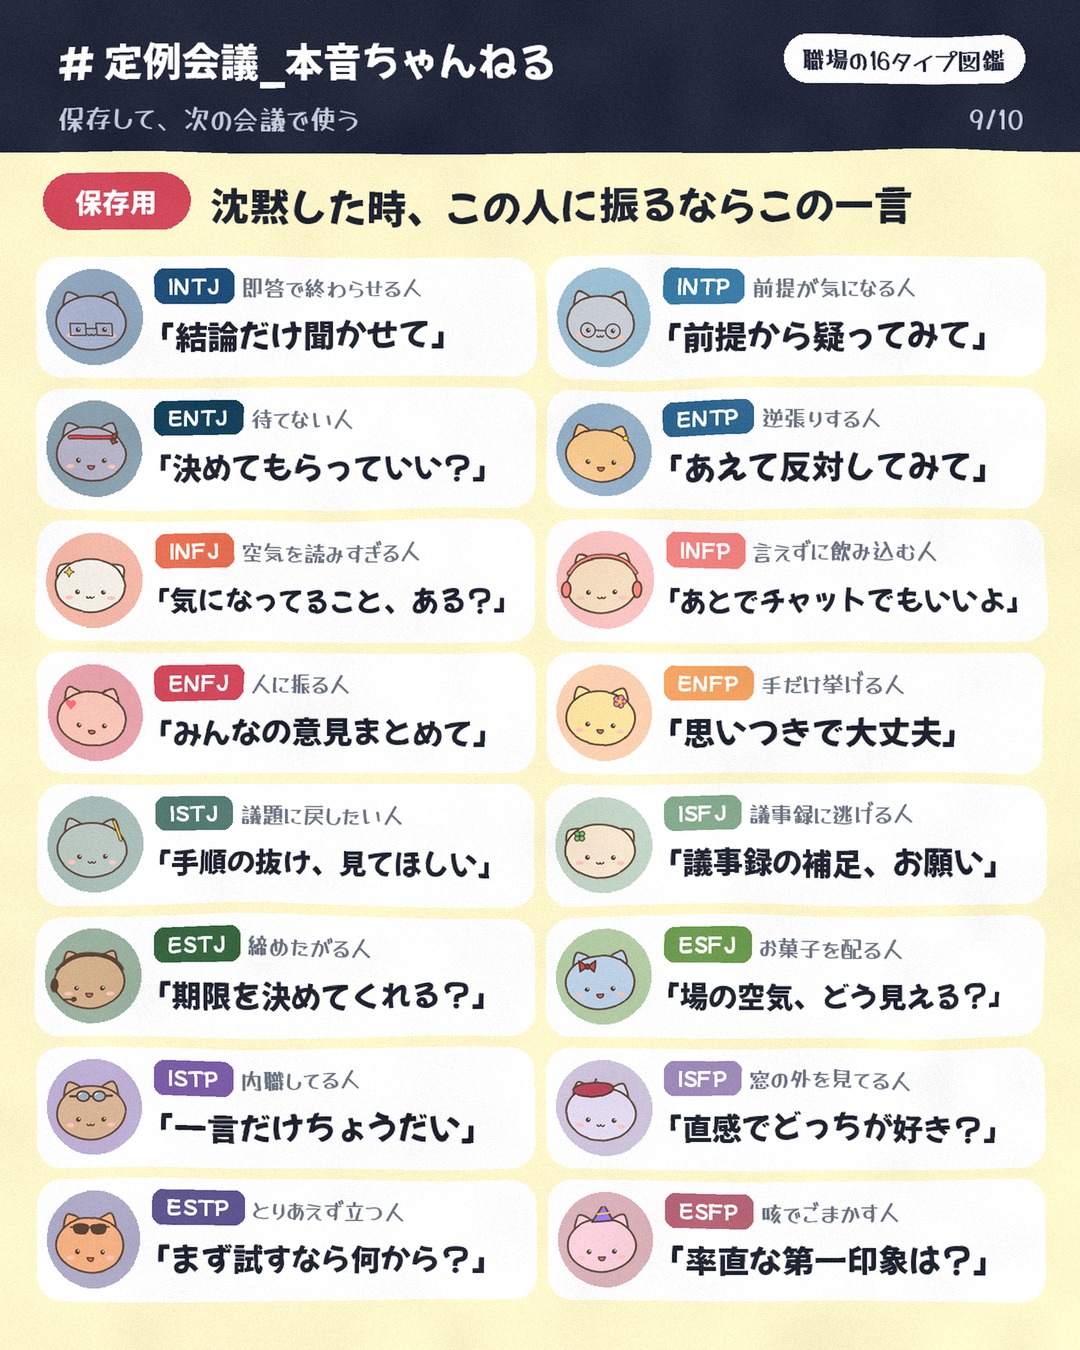 # 定例会議_本音ちゃんねる
職場の16タイプ図鑑
保存して、次の会議で使う
9/10
保存用
沈黙した時、この人に振るならこの一言
INTJ 即答で終わらせる人
「結論だけ聞かせて」
INTP 前提が気になる人
「前提から疑ってみて」
ENTJ 待てない人
「決めてもらっていい？」
ENTP 逆張りする人
「あえて反対してみて」
INFJ 空気を読みすぎる人
「気になってること、ある？」
INFP 言えずに飲み込む人
「あとでチャットでもいいよ」
ENFJ 人に振る人
「みんなの意見まとめて」
ENFP 手だけ挙げる人
「思いつきで大丈夫」
ISTJ 議題に戻したい人
「手順の抜け、見てほしい」
ISFJ 議事録に逃げる人
「議事録の補足、お願い」
ESTJ 締めたがる人
「期限を決めてくれる？」
ESFJ お菓子を配る人
「場の空気、どう見える？」
ISTP 内職してる人
「一言だけちょうだい」
ISFP 窓の外を見てる人
「直感でどっちが好き？」
ESTP とりあえず立つ人
「まず試すなら何から？」
ESFP 咳でごまかす人
「率直な第一印象は？」